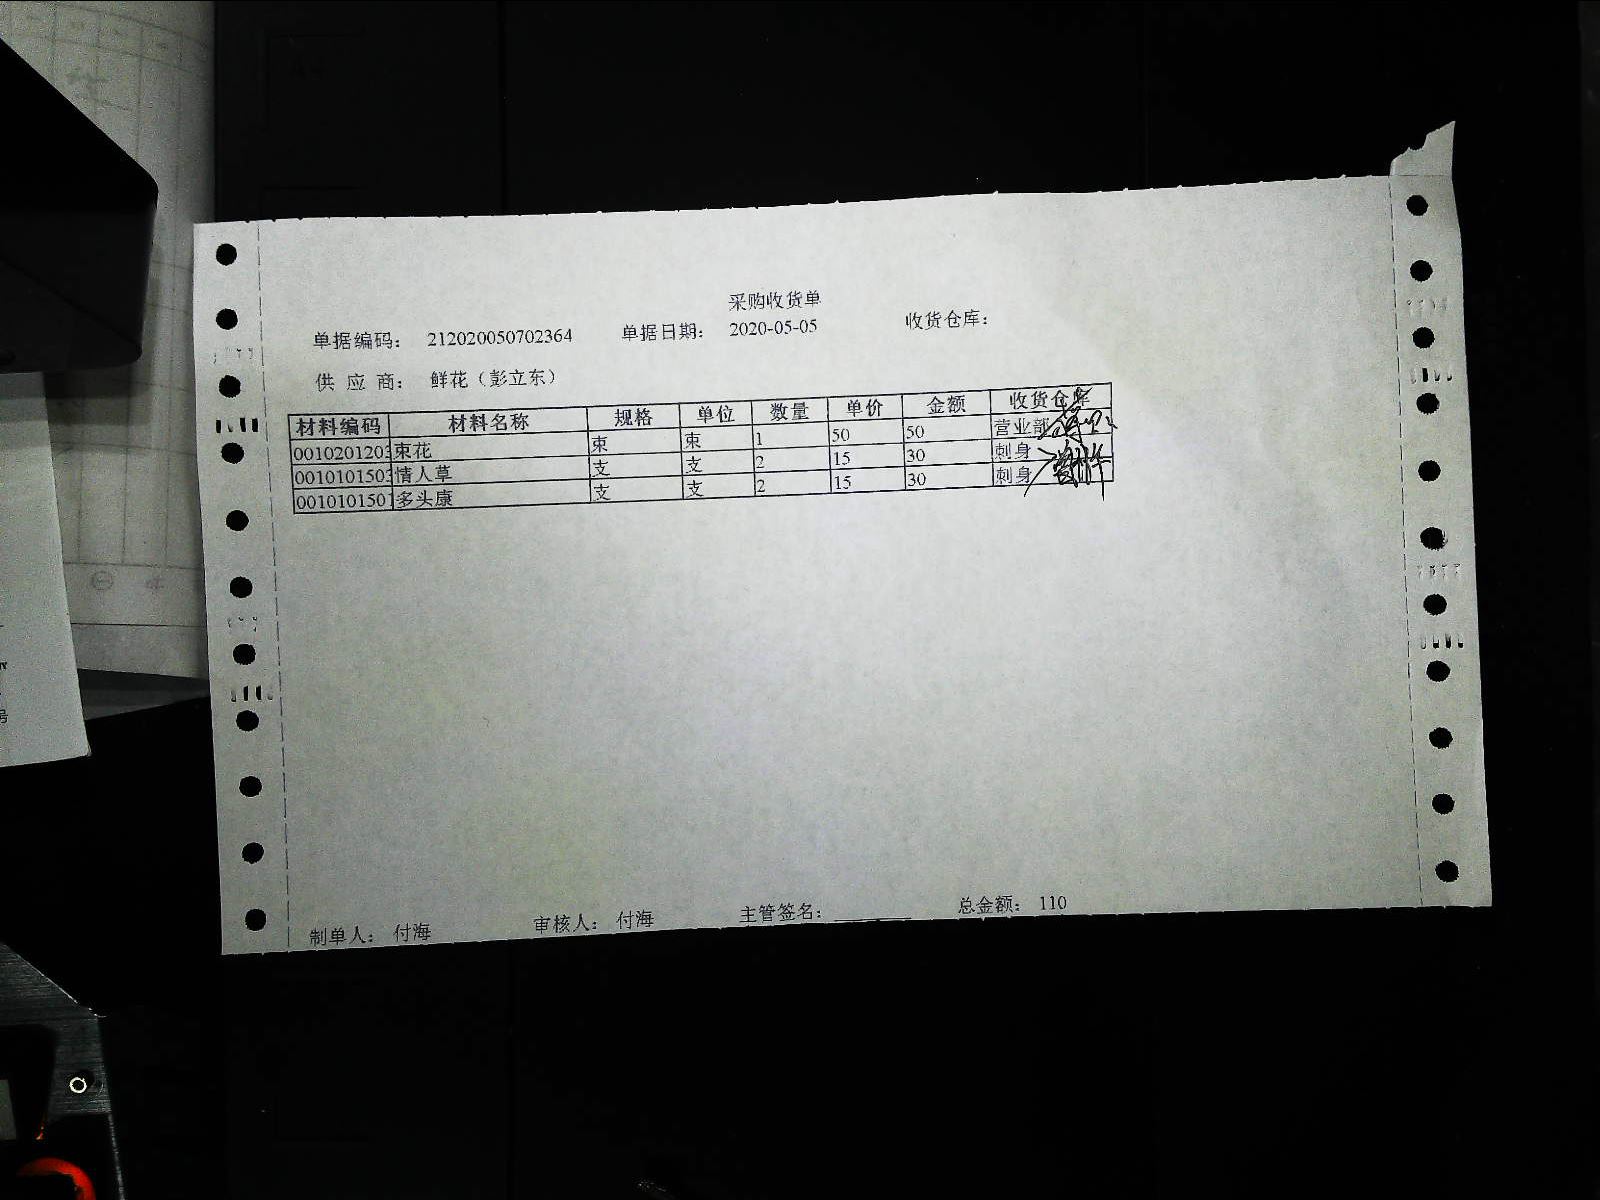 采购收货单
单据编码： 212020050702364 单据日期： 2020-05-05 收货仓库：
供 应 商： 鲜花（彭立东）
材料编码 材料名称 规格 单位 数量 单价 金额 收货仓库
0010201203 束花 束 束 1 50 50 营业部
0010101503 情人草 支 支 2 15 30 刺身
0010101501 多头康 支 支 2 15 30 刺身
制单人： 付海 审核人： 付海 主管签名： 总金额： 110